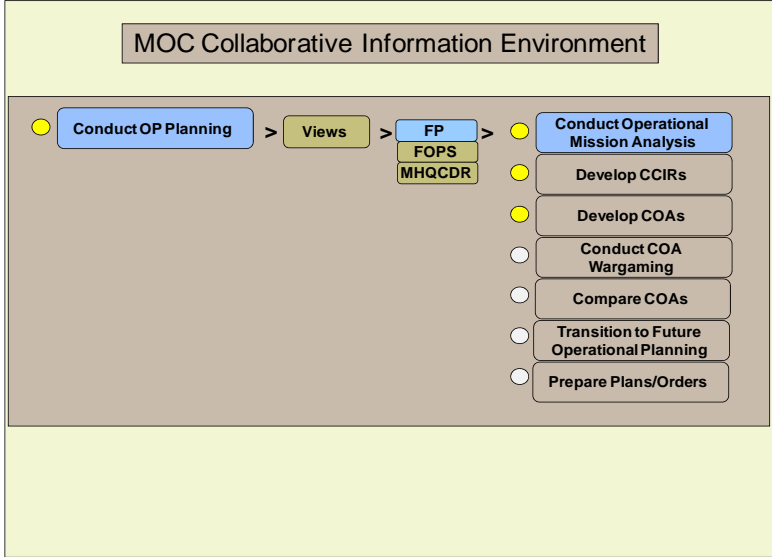 MOC Collaborative Information Environment
Conduct OP Planning > Views > FP >
FOPS
MHQCDR
Conduct Operational
Mission Analysis
Develop CCIRs
Develop COAs
Conduct COA
Wargaming
Compare COAs
Transition to Future
Operational Planning
Prepare Plans/Orders